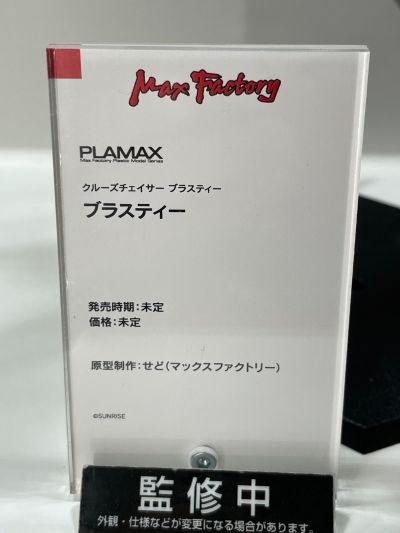 Max Factory
PLAMAX
Max Factory Plastic Model Series
クルーズチェイサー ブラスティー
ブラスティー
発売時期：未定
価格：未定
原型制作：せど（マックスファクトリー）
©SUNRISE
監修中
外観・仕様などが変更になる場合があります。